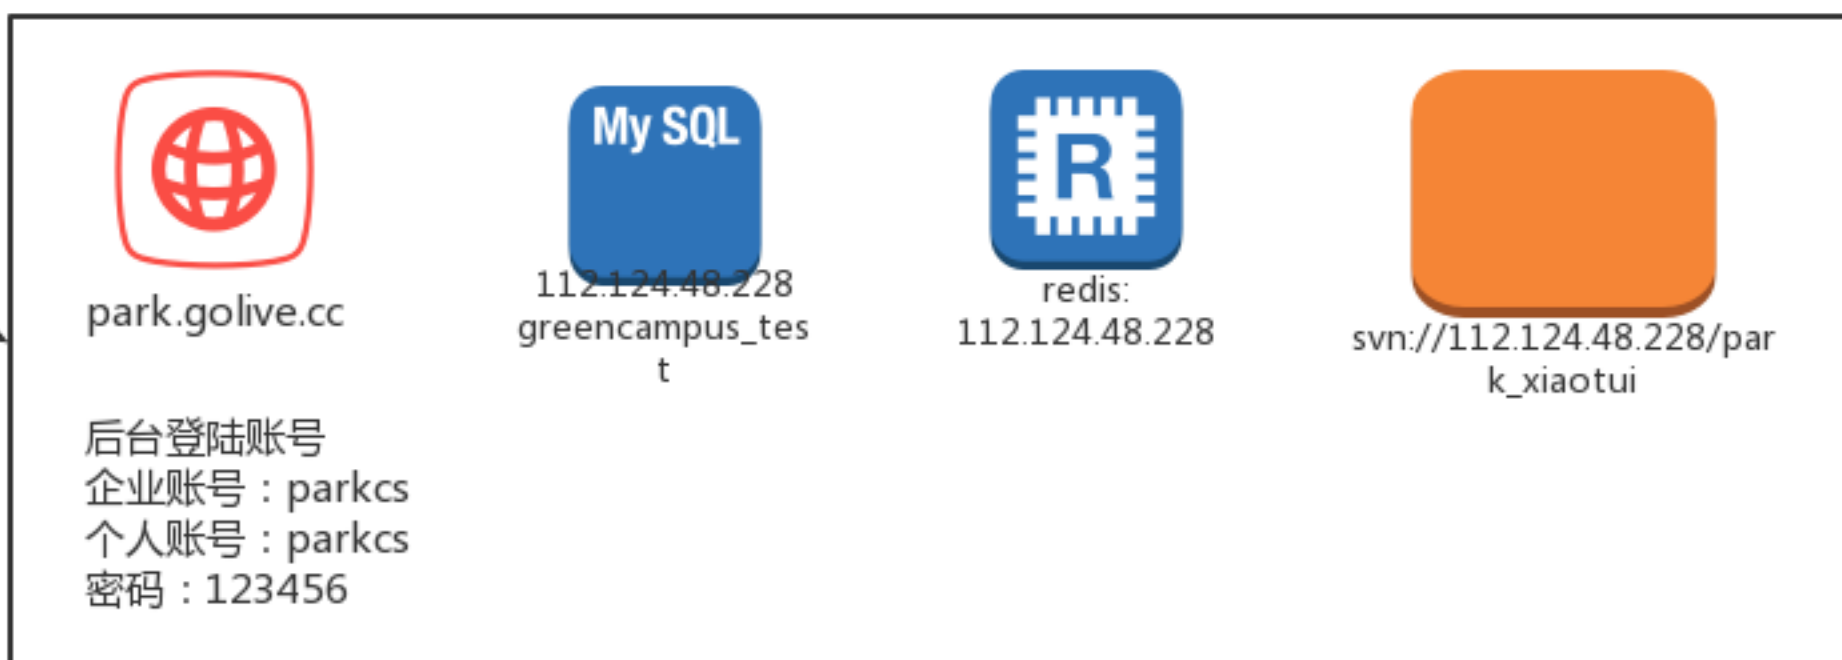 My SQL
R
park.golive.cc
112.124.48.228
greencampus_tes
t
redis:
112.124.48.228
svn://112.124.48.228/par
k_xiaotui
后台登陆账号
企业账号：parkcs
个人账号：parkcs
密码：123456